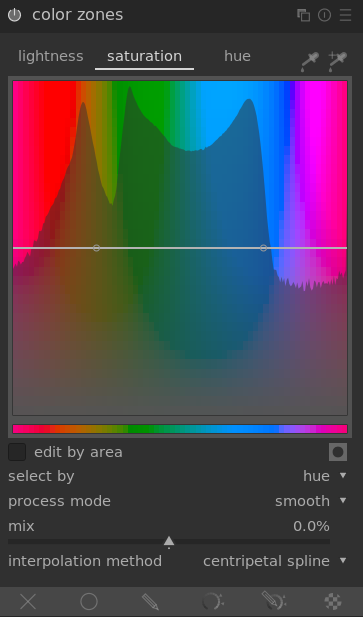 color zones
lightness saturation hue
edit by area
select by hue
process mode smooth
mix 0.0%
interpolation method centripetal spline